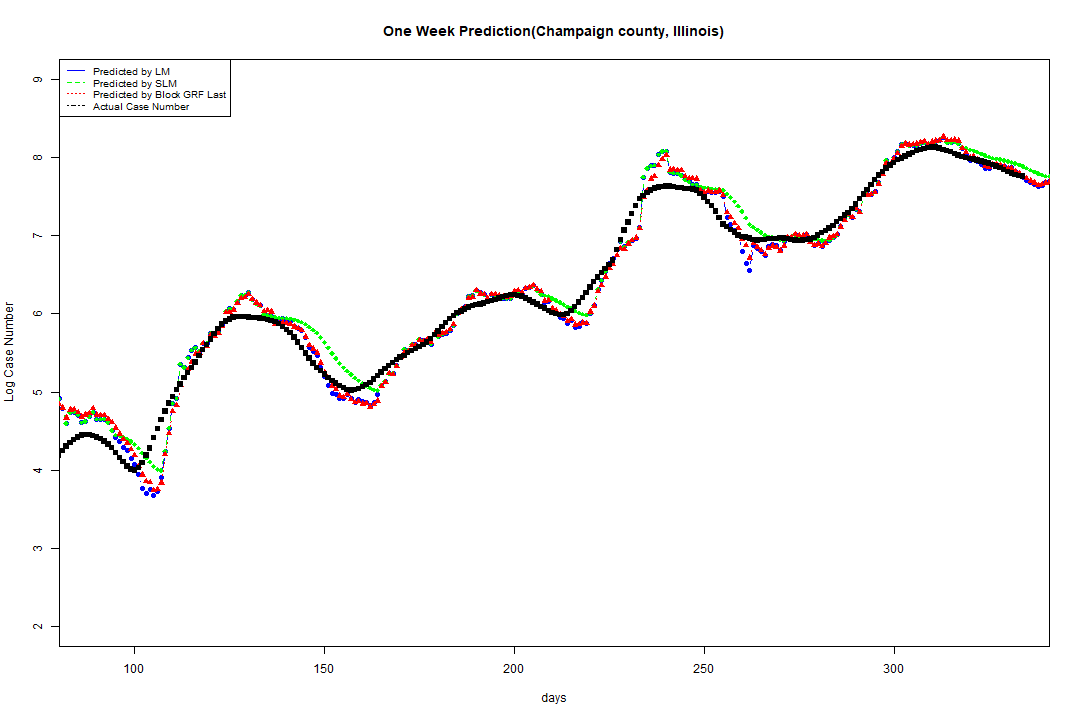 One Week Prediction(Champaign county, Illinois)
Predicted by LM
Predicted by SLM
Predicted by Block GRF Last
Actual Case Number
9
8
7
6
5
4
3
2
Log Case Number
100 150 200 250 300
days